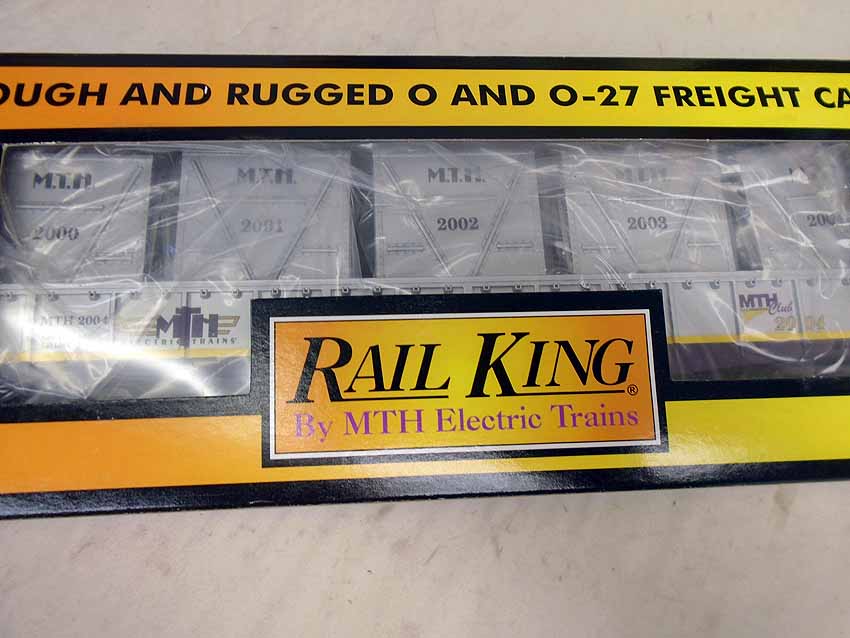 OUGH AND RUGGED O AND O-27 FREIGHT CA
M.T.H. M.T.H. M.T.H. M.T.H.
2000 2001 2002 2003
MTH 2004 MTH MTH Club
ELECTRIC TRAINS 2004
RAIL KING®
By MTH Electric Trains